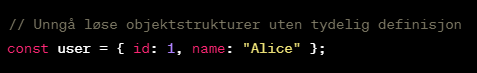 // Unngå løse objektstrukturer uten tydelig definisjon
const user = { id: 1, name: "Alice" };